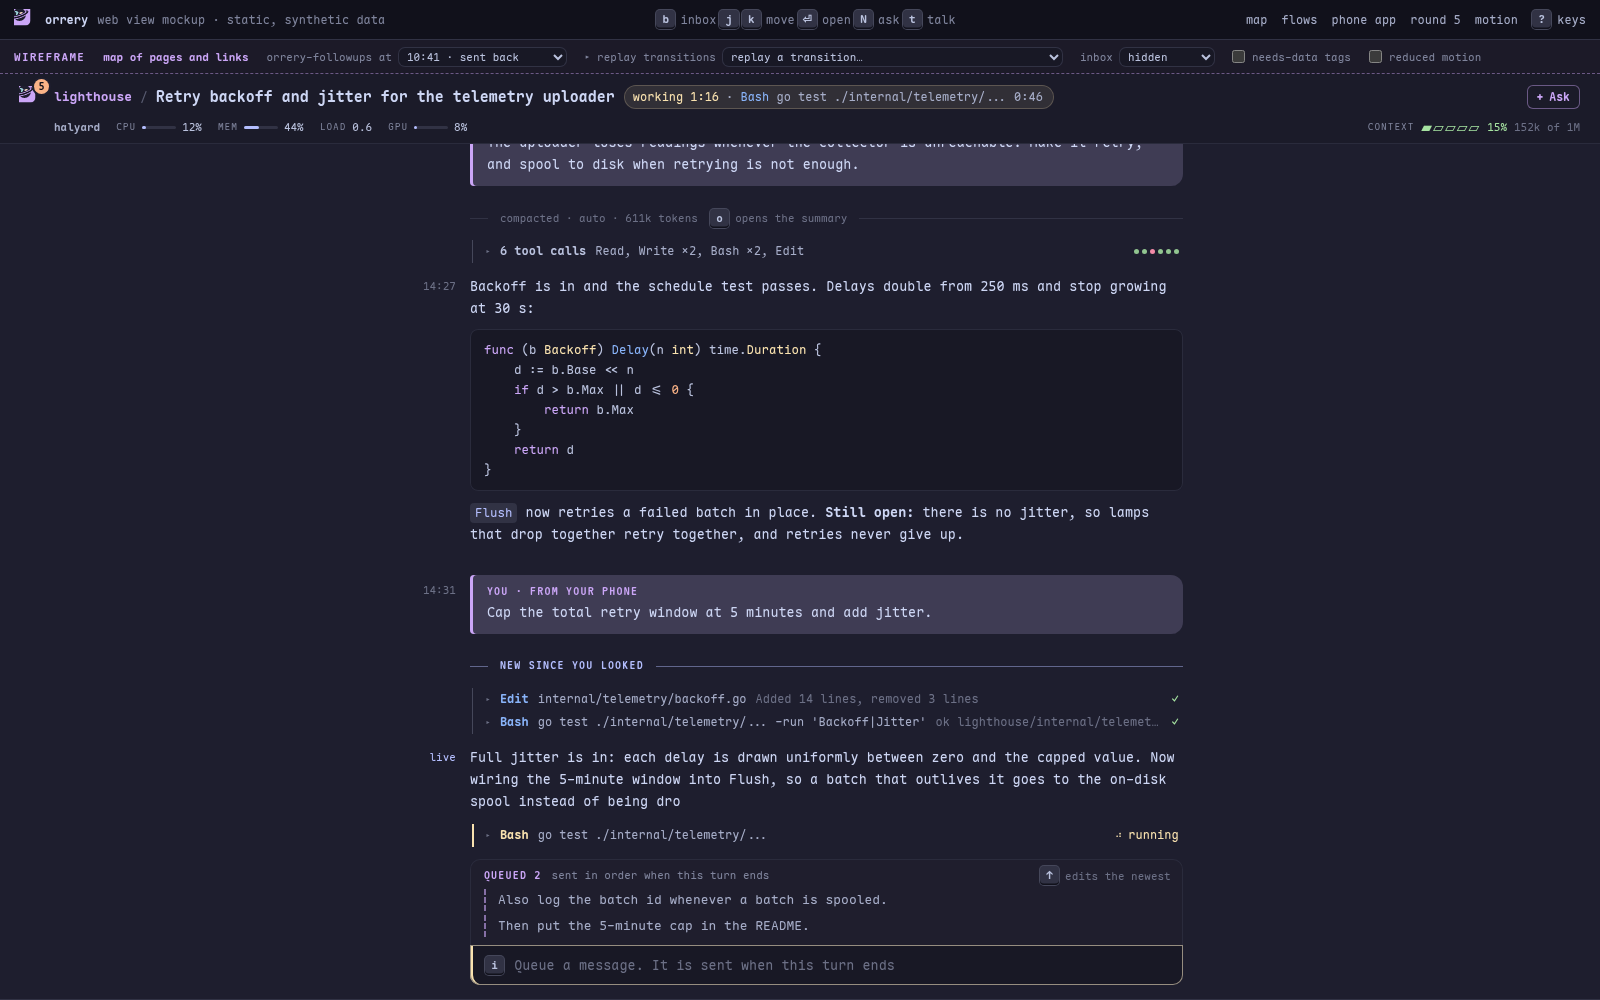 orrery web view mockup · static, synthetic data
b inbox j k move ⏎ open N ask t talk
map flows phone app round 5 motion ? keys
WIREFRAME map of pages and links orrery-followups at 10:41 · sent back ▸ replay transitions replay a transition… inbox hidden needs-data tags reduced motion
5
lighthouse / Retry backoff and jitter for the telemetry uploader working 1:16 · Bash go test ./internal/telemetry/... 0:46 + Ask
halyard CPU 12% MEM 44% LOAD 0.6 GPU 8% CONTEXT 15% 152k of 1M
The uploader loses readings whenever the collector is unreachable. Make it retry,
and spool to disk when retrying is not enough.
compacted · auto · 611k tokens o opens the summary
▸ 6 tool calls Read, Write ×2, Bash ×2, Edit
14:27 Backoff is in and the schedule test passes. Delays double from 250 ms and stop growing
at 30 s:
func (b Backoff) Delay(n int) time.Duration {
d := b.Base << n
if d > b.Max || d <= 0 {
return b.Max
}
return d
}
Flush now retries a failed batch in place. Still open: there is no jitter, so lamps
that drop together retry together, and retries never give up.
14:31 YOU · FROM YOUR PHONE
Cap the total retry window at 5 minutes and add jitter.
NEW SINCE YOU LOOKED
▸ Edit internal/telemetry/backoff.go Added 14 lines, removed 3 lines ✓
▸ Bash go test ./internal/telemetry/... -run 'Backoff|Jitter' ok lighthouse/internal/telemet… ✓
live Full jitter is in: each delay is drawn uniformly between zero and the capped value. Now
wiring the 5-minute window into Flush, so a batch that outlives it goes to the on-disk
spool instead of being dro
▸ Bash go test ./internal/telemetry/... running
QUEUED 2 sent in order when this turn ends ↑ edits the newest
Also log the batch id whenever a batch is spooled.
Then put the 5-minute cap in the README.
i Queue a message. It is sent when this turn ends